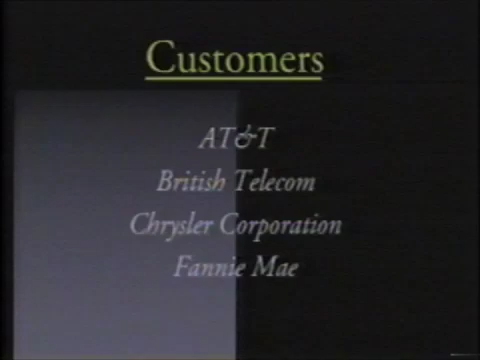 Customers
AT&T
British Telecom
Chrysler Corporation
Fannie Mae